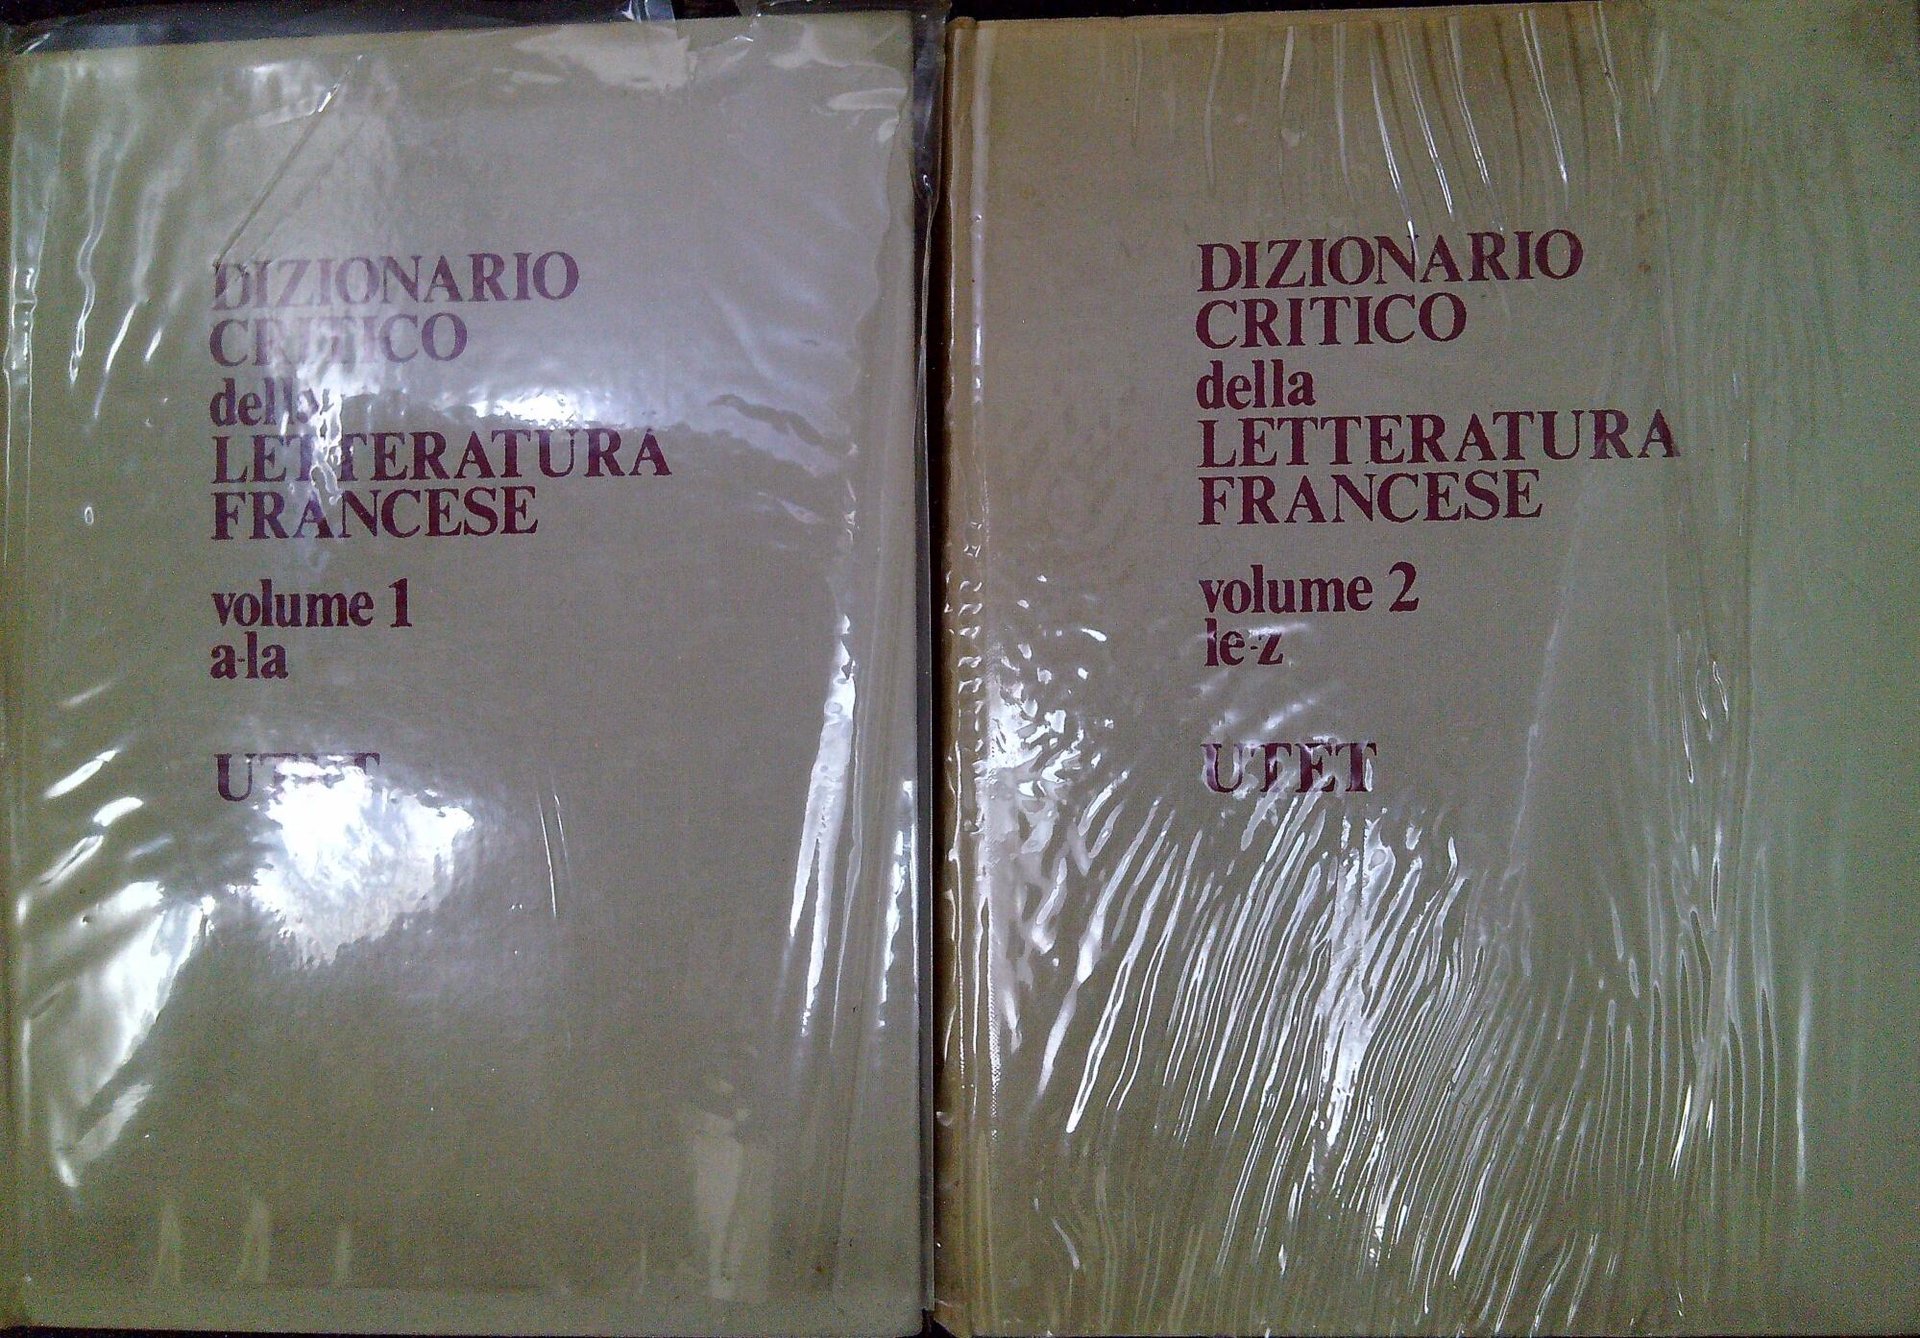 DIZIONARIO
CRITICO
della
LETTERATURA
FRANCESE
volume 1
a-la
UTET
DIZIONARIO
CRITICO
della
LETTERATURA
FRANCESE
volume 2
le-z
UTET